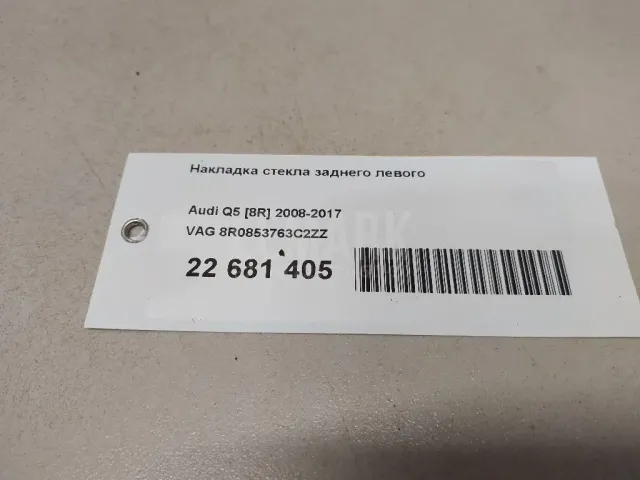 Накладка стекла заднего левого
Audi Q5 [8R] 2008-2017
VAG 8R0853763C2ZZ
22 681 405